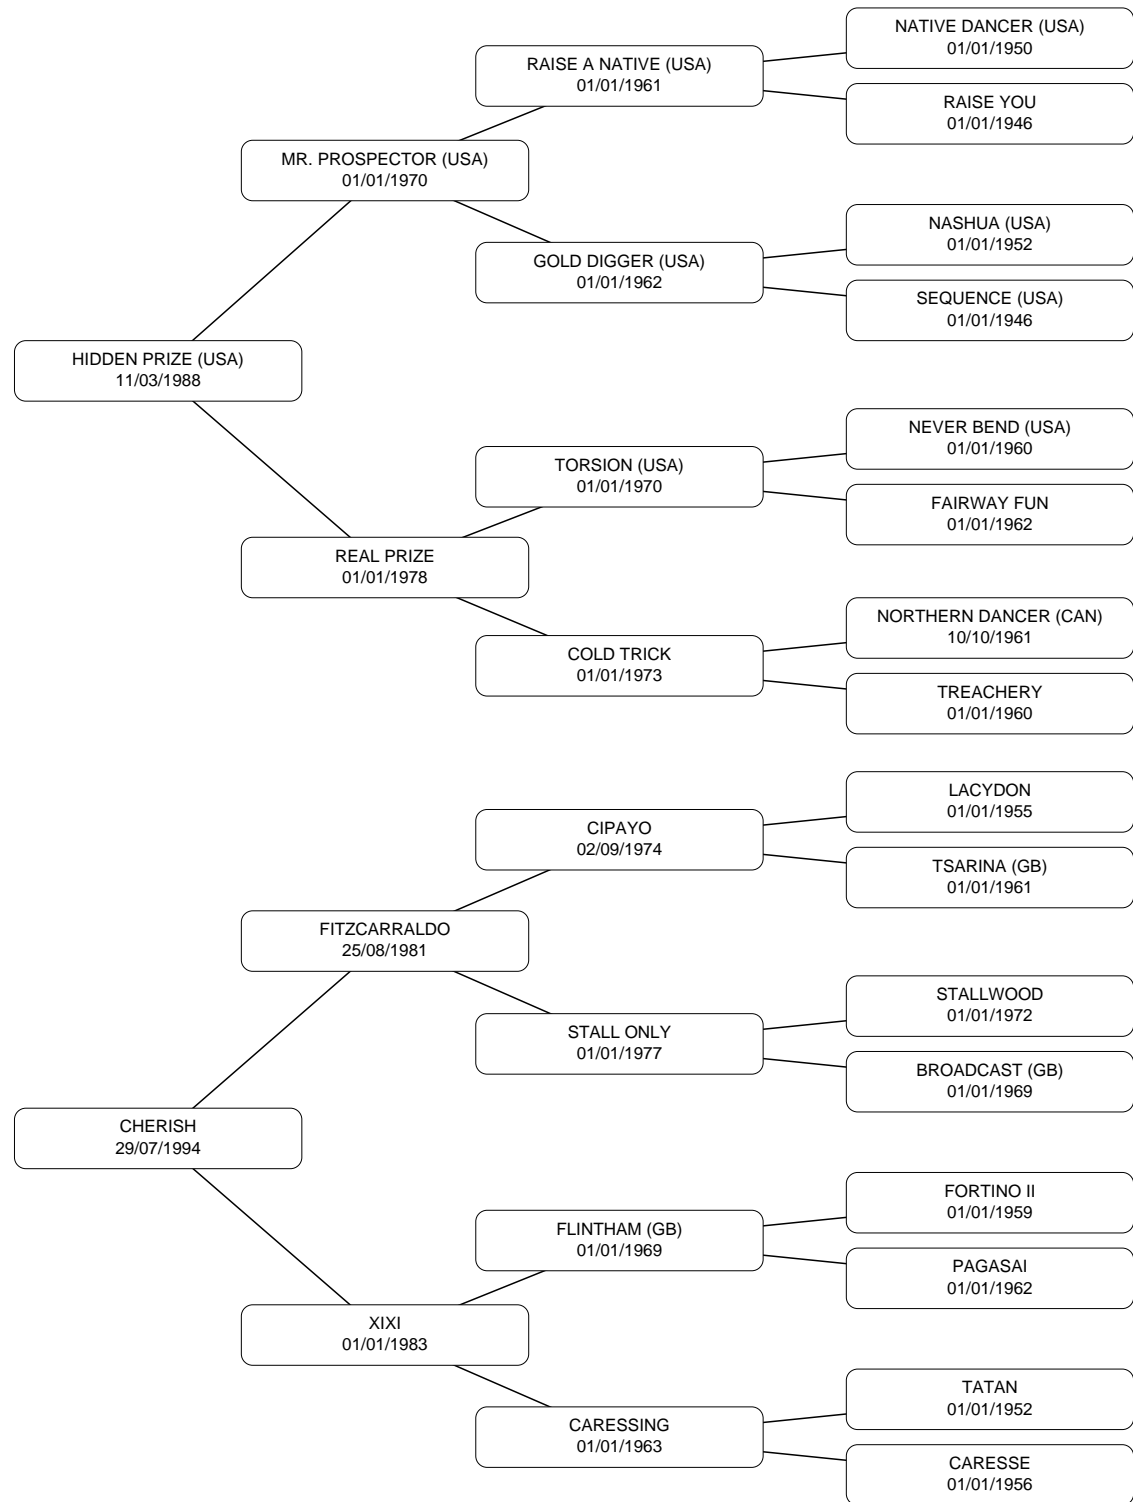 NATIVE DANCER (USA)
01/01/1950
RAISE A NATIVE (USA)
01/01/1961
RAISE YOU
01/01/1946
MR. PROSPECTOR (USA)
01/01/1970
NASHUA (USA)
01/01/1952
GOLD DIGGER (USA)
01/01/1962
SEQUENCE (USA)
01/01/1946
HIDDEN PRIZE (USA)
11/03/1988
NEVER BEND (USA)
01/01/1960
TORSION (USA)
01/01/1970
FAIRWAY FUN
01/01/1962
REAL PRIZE
01/01/1978
NORTHERN DANCER (CAN)
10/10/1961
COLD TRICK
01/01/1973
TREACHERY
01/01/1960
LACYDON
01/01/1955
CIPAYO
02/09/1974
TSARINA (GB)
01/01/1961
FITZCARRALDO
25/08/1981
STALLWOOD
01/01/1972
STALL ONLY
01/01/1977
BROADCAST (GB)
01/01/1969
CHERISH
29/07/1994
FORTINO II
01/01/1959
FLINTHAM (GB)
01/01/1969
PAGASAI
01/01/1962
XIXI
01/01/1983
TATAN
01/01/1952
CARESSING
01/01/1963
CARESSE
01/01/1956